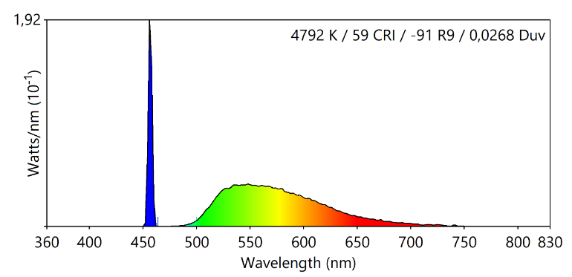 1,92
4792 K / 59 CRI / -91 R9 / 0,0268 Duv
Watts/nm (10⁻¹)
360 400 450 500 550 600 650 700 750 800 830
Wavelength (nm)